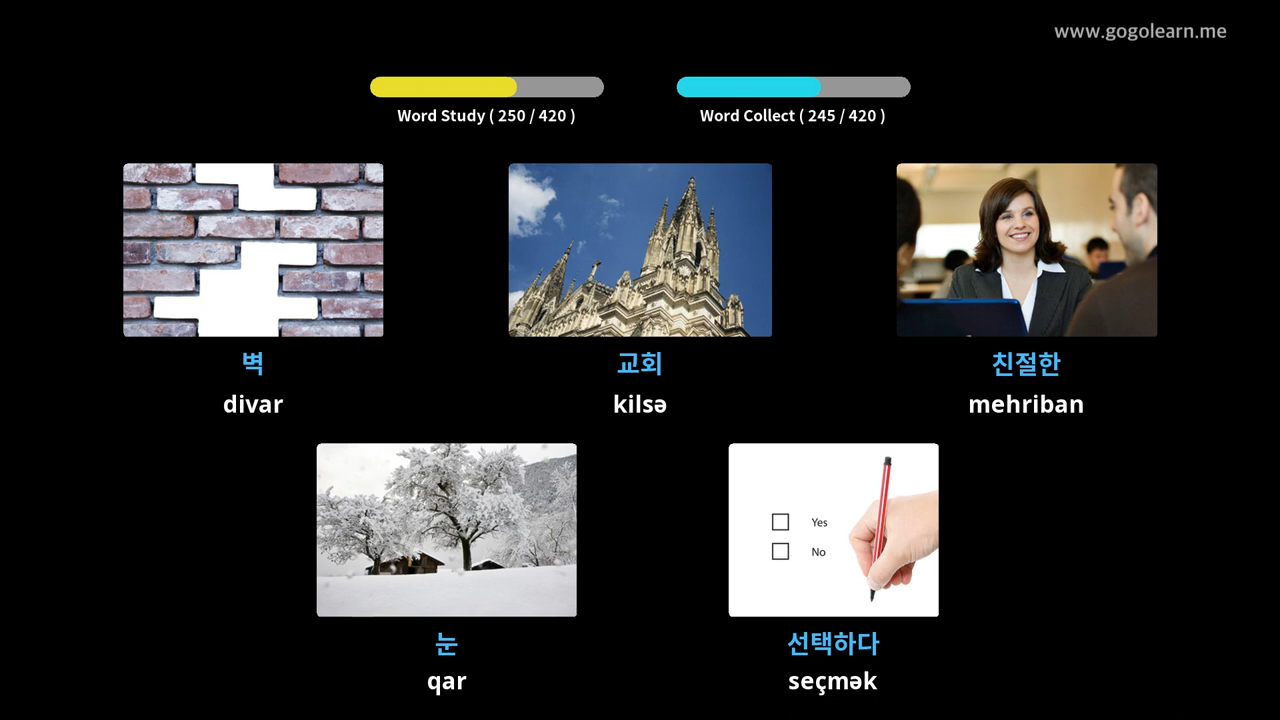 www.gogolearn.me
Word Study ( 250 / 420 )
Word Collect ( 245 / 420 )
벽
divar
교회
kilsə
친절한
mehriban
눈
qar
Yes
No
선택하다
seçmək